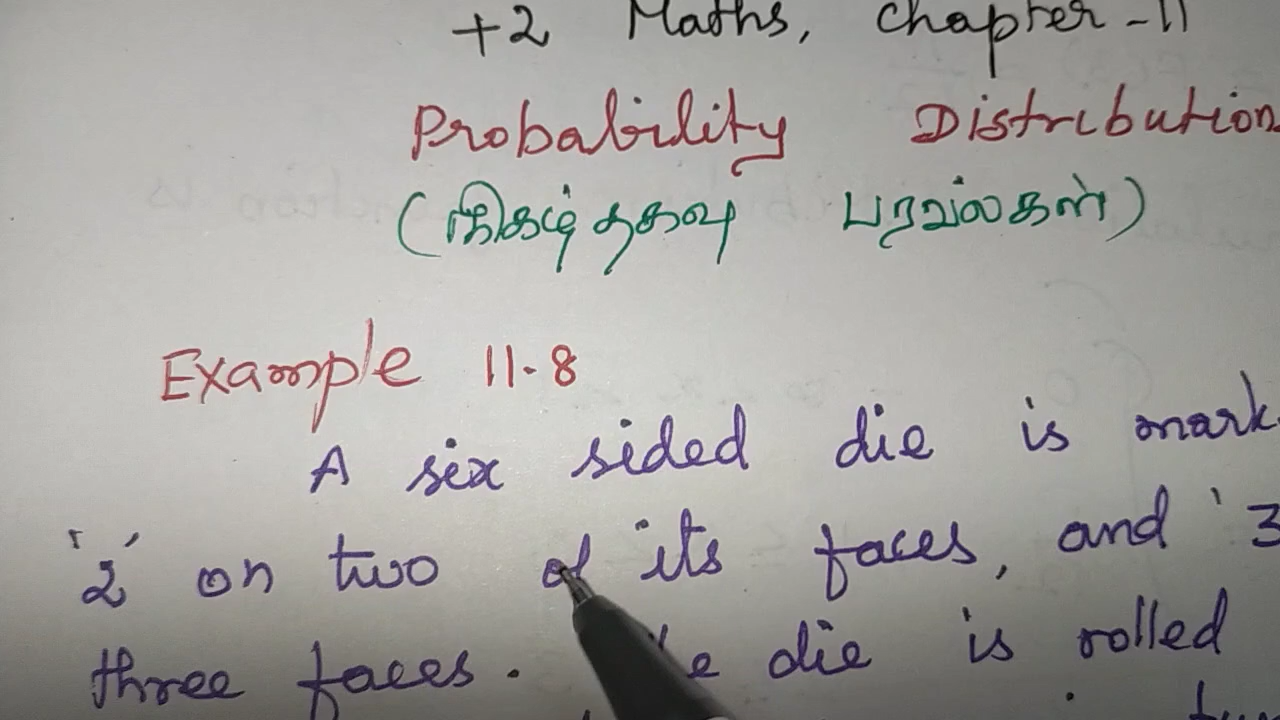 +2 Maths, Chapter - 11
Probability Distribution
(நிகழ்தகவு பரவல்கள்)
Example 11.8
A six sided die is mark
'2' on two of its faces, and '3
three faces. die is rolled